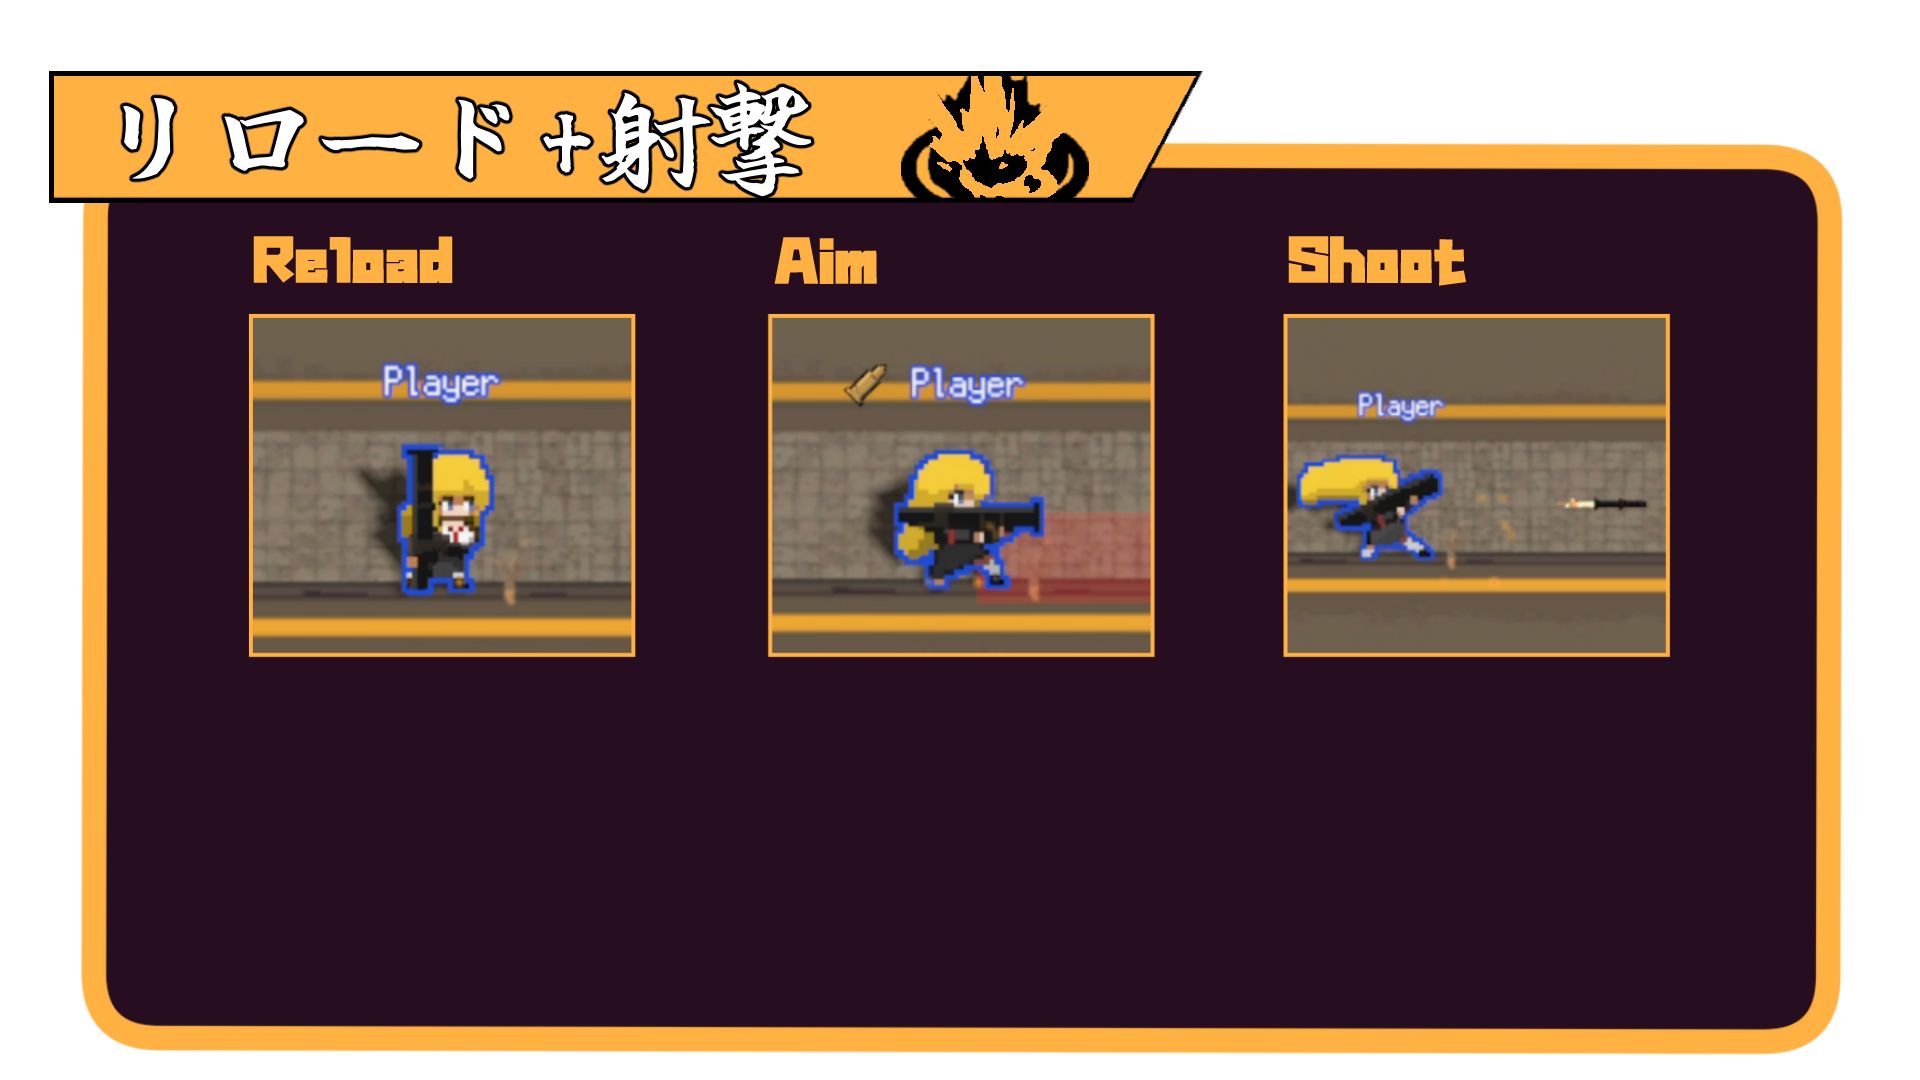 リロード+射撃
Reload
Aim
Shoot
Player
Player
Player